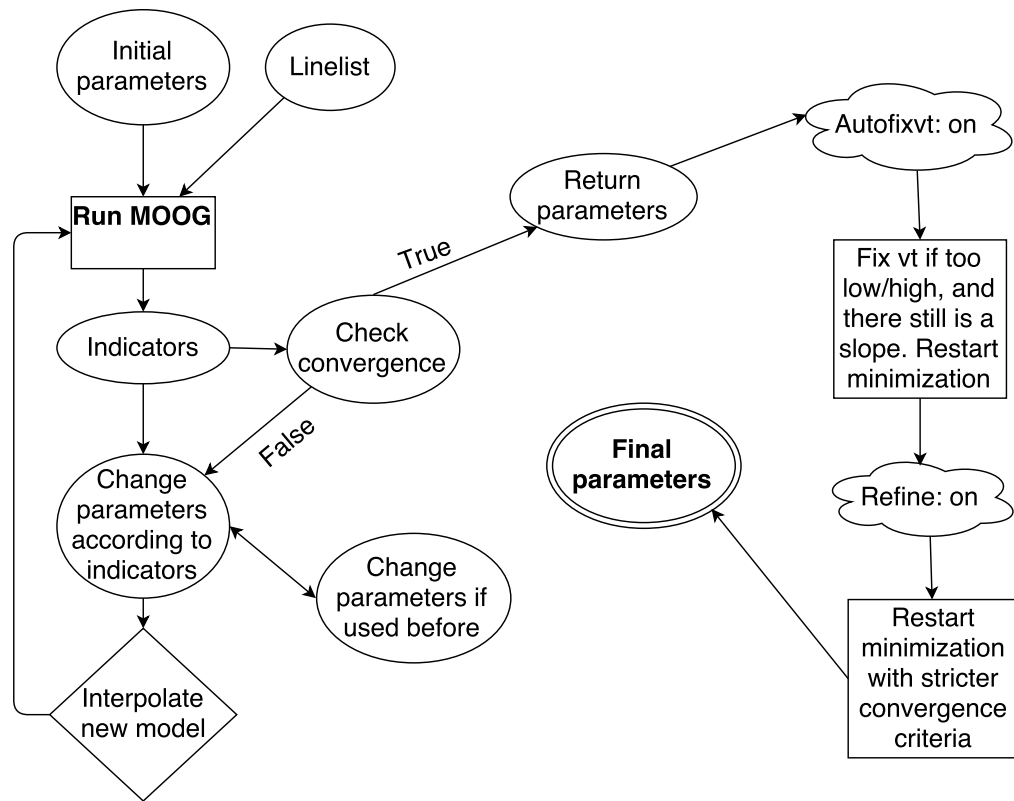 Initial
parameters
Linelist
Run MOOG
Indicators
Check
convergence
True
False
Change
parameters
according to
indicators
Change
parameters if
used before
Interpolate
new model
Return
parameters
Autofixvt: on
Fix vt if too
low/high, and
there still is a
slope. Restart
minimization
Refine: on
Restart
minimization
with stricter
convergence
criteria
Final
parameters